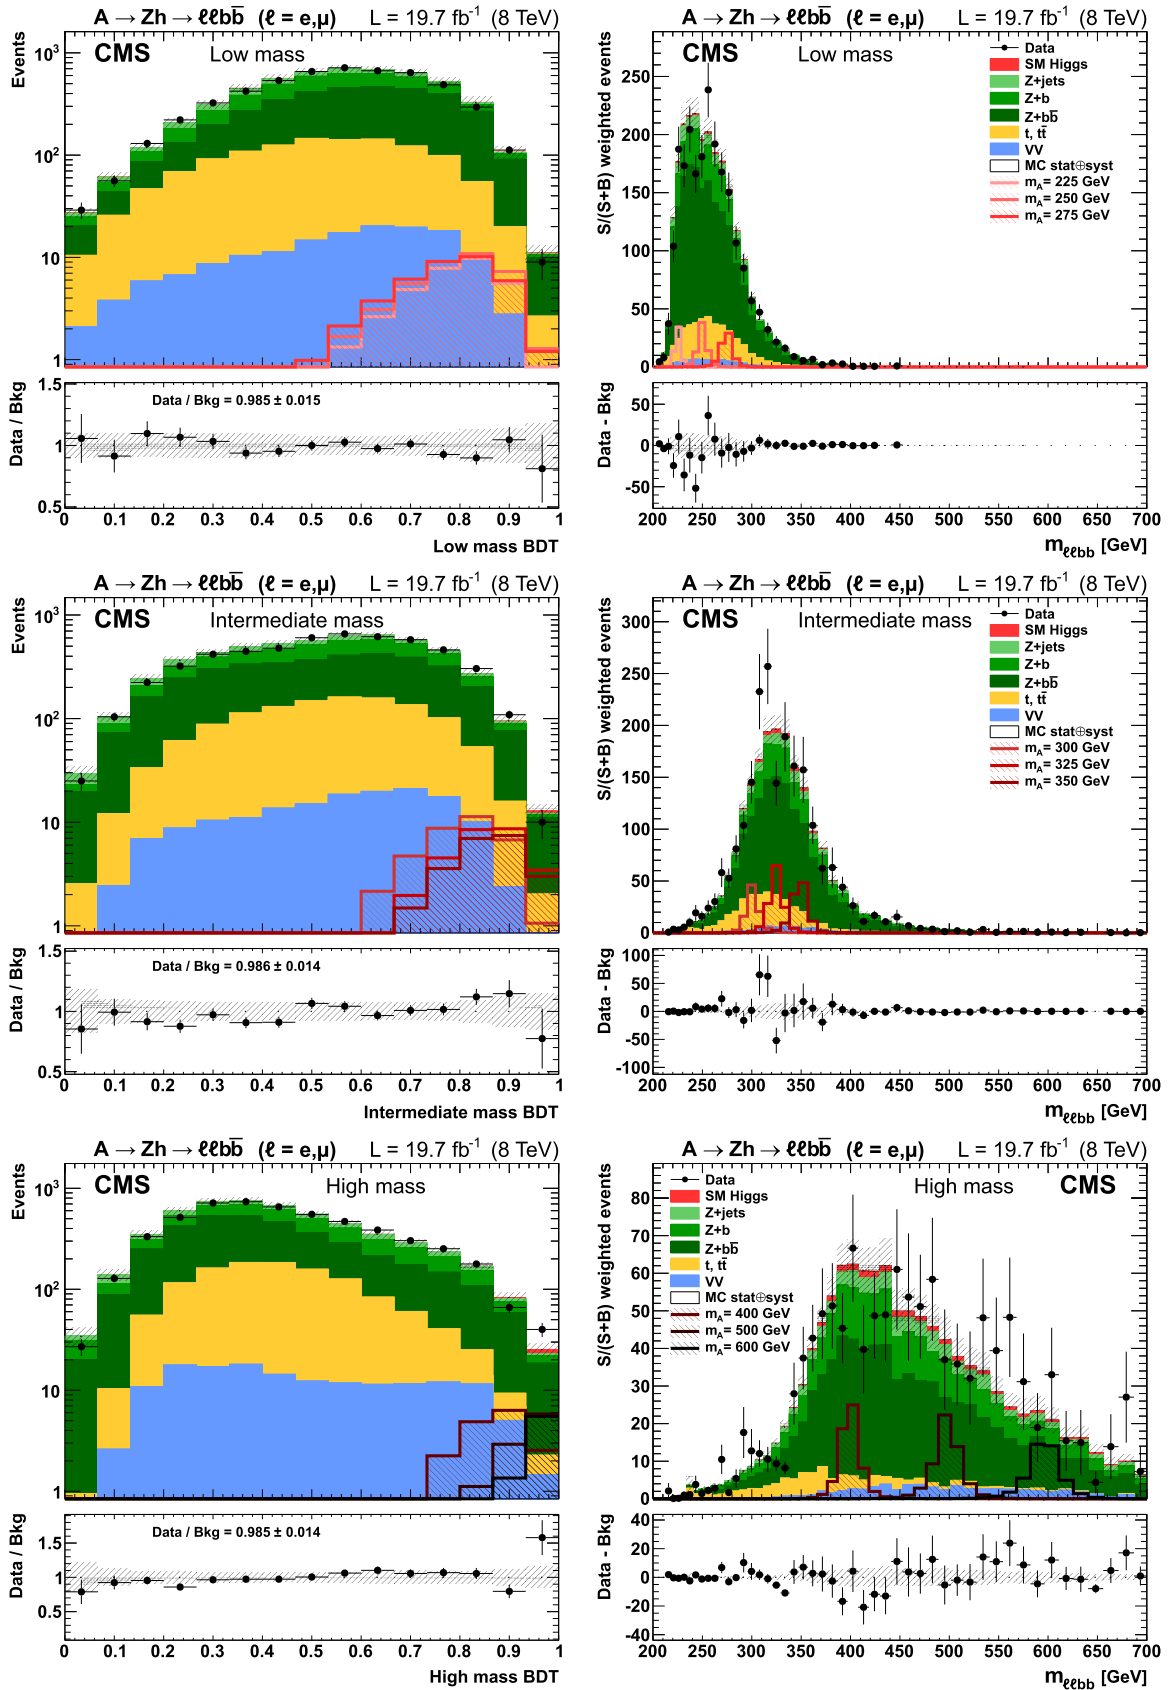 A → Zh → ℓℓbb̅ (ℓ = e,μ) L = 19.7 fb⁻¹ (8 TeV)
CMS Low mass
Events
10³
10²
10
1
Data / Bkg = 0.985 ± 0.015
Data / Bkg
1.5
1
0.5
0 0.1 0.2 0.3 0.4 0.5 0.6 0.7 0.8 0.9 1
Low mass BDT
A → Zh → ℓℓbb̅ (ℓ = e,μ) L = 19.7 fb⁻¹ (8 TeV)
CMS Low mass
S/(S+B) weighted events
250
200
150
100
50
0
Data
SM Higgs
Z+jets
Z+b
Z+bb̅
t, tt̅
VV
MC stat⊕syst
m_A= 225 GeV
m_A= 250 GeV
m_A= 275 GeV
Data - Bkg
50
0
-50
200 250 300 350 400 450 500 550 600 650 700
m_ℓℓbb [GeV]
A → Zh → ℓℓbb̅ (ℓ = e,μ) L = 19.7 fb⁻¹ (8 TeV)
CMS Intermediate mass
Events
10³
10²
10
1
Data / Bkg = 0.986 ± 0.014
Data / Bkg
1.5
1
0.5
0 0.1 0.2 0.3 0.4 0.5 0.6 0.7 0.8 0.9 1
Intermediate mass BDT
A → Zh → ℓℓbb̅ (ℓ = e,μ) L = 19.7 fb⁻¹ (8 TeV)
CMS Intermediate mass
S/(S+B) weighted events
300
250
200
150
100
50
0
Data
SM Higgs
Z+jets
Z+b
Z+bb̅
t, tt̅
VV
MC stat⊕syst
m_A= 300 GeV
m_A= 325 GeV
m_A= 350 GeV
Data - Bkg
100
50
0
-50
-100
200 250 300 350 400 450 500 550 600 650 700
m_ℓℓbb [GeV]
A → Zh → ℓℓbb̅ (ℓ = e,μ) L = 19.7 fb⁻¹ (8 TeV)
CMS High mass
Events
10³
10²
10
1
Data / Bkg = 0.985 ± 0.014
Data / Bkg
1.5
1
0.5
0 0.1 0.2 0.3 0.4 0.5 0.6 0.7 0.8 0.9 1
High mass BDT
A → Zh → ℓℓbb̅ (ℓ = e,μ) L = 19.7 fb⁻¹ (8 TeV)
High mass CMS
S/(S+B) weighted events
80
70
60
50
40
30
20
10
0
Data
SM Higgs
Z+jets
Z+b
Z+bb̅
t, tt̅
VV
MC stat⊕syst
m_A= 400 GeV
m_A= 500 GeV
m_A= 600 GeV
Data - Bkg
40
20
0
-20
-40
200 250 300 350 400 450 500 550 600 650 700
m_ℓℓbb [GeV]